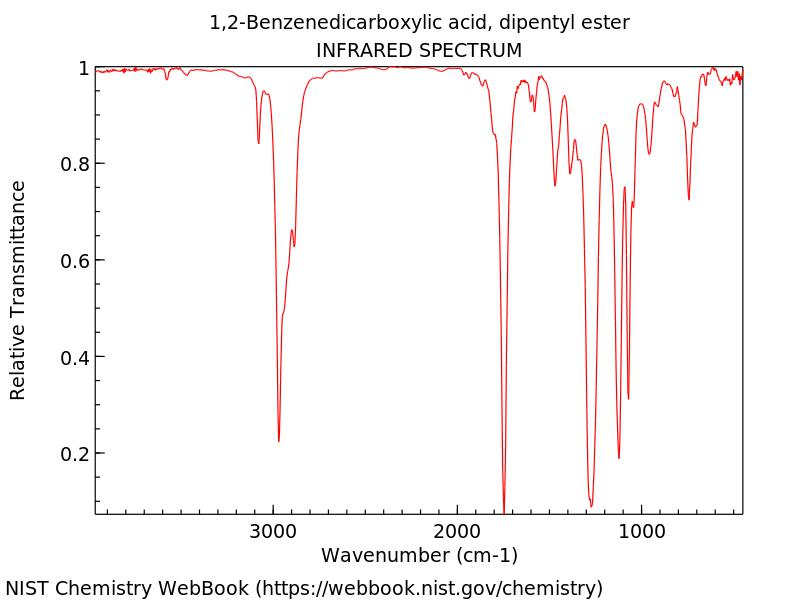 1,2-Benzenedicarboxylic acid, dipentyl ester
INFRARED SPECTRUM
1
0.8
0.6
0.4
0.2
Relative Transmittance
3000 2000 1000
Wavenumber (cm-1)
NIST Chemistry WebBook (https://webbook.nist.gov/chemistry)